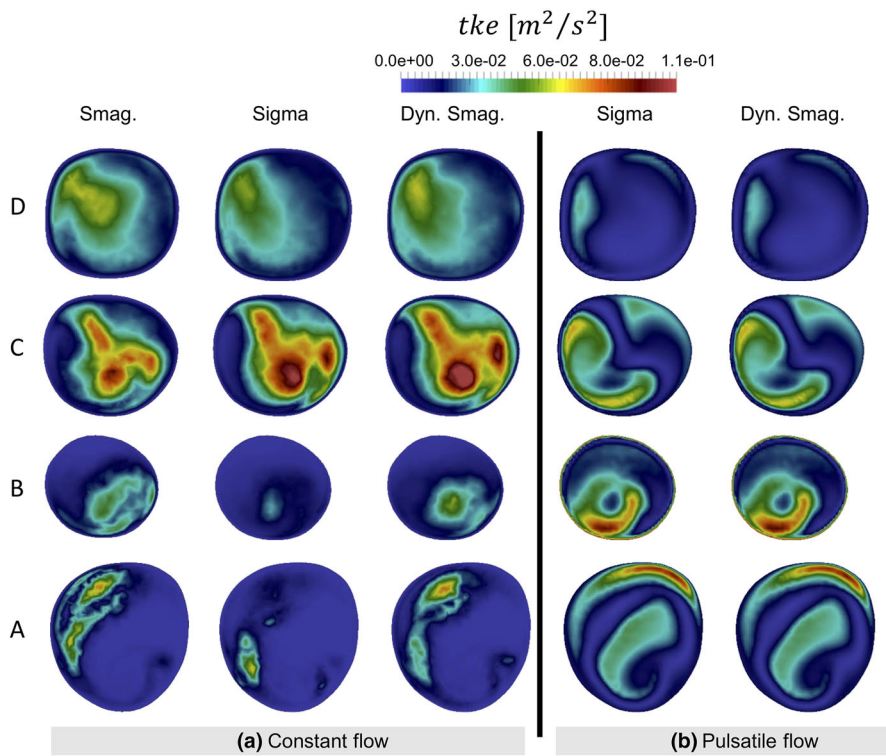 tke [m²/s²]
0.0e+00 3.0e-02 6.0e-02 8.0e-02 1.1e-01
Smag. Sigma Dyn. Smag. Sigma Dyn. Smag.
D
C
B
A
(a) Constant flow (b) Pulsatile flow